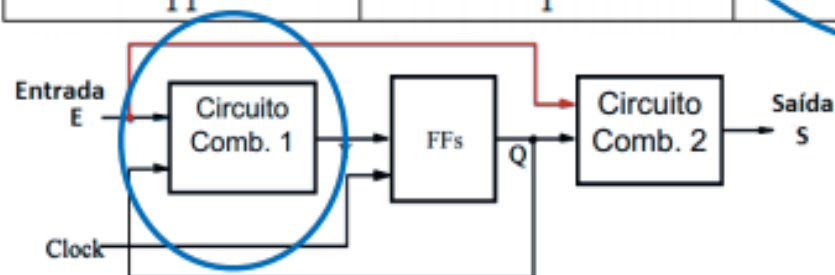 Entrada
E
Circuito
Comb. 1
FFs
Q
Circuito
Comb. 2
Saída
S
Clock